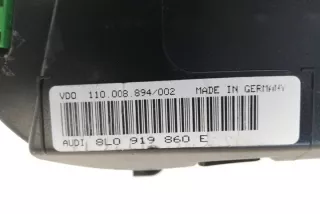 VDO 110.008.894/002 MADE IN GERMANY
AUDI 8L0 919 860 E